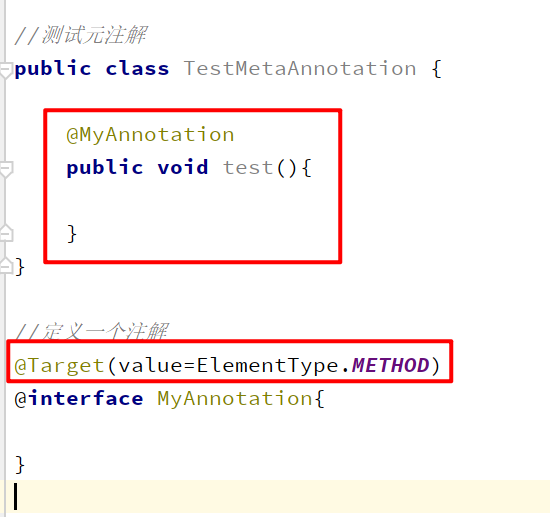 //测试元注解
public class TestMetaAnnotation {
@MyAnnotation
public void test(){
}
}
//定义一个注解
@Target(value=ElementType.METHOD)
@interface MyAnnotation{
}